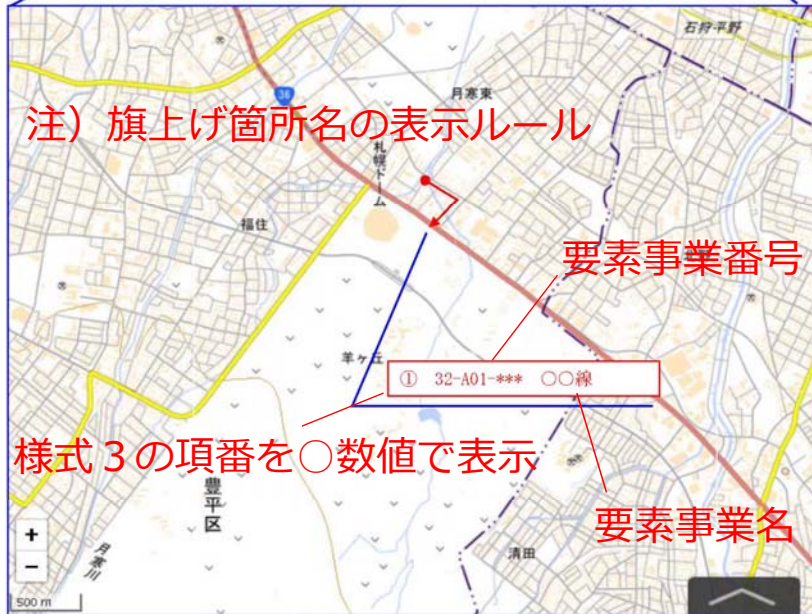 石狩平野
36
月寒東
注）旗上げ箇所名の表示ルール
札幌ドーム
福住
要素事業番号
羊ヶ丘
① 32-A01-*** ○○線
様式３の項番を○数値で表示
豊平区
要素事業名
+
−
月寒川
清田
500 m